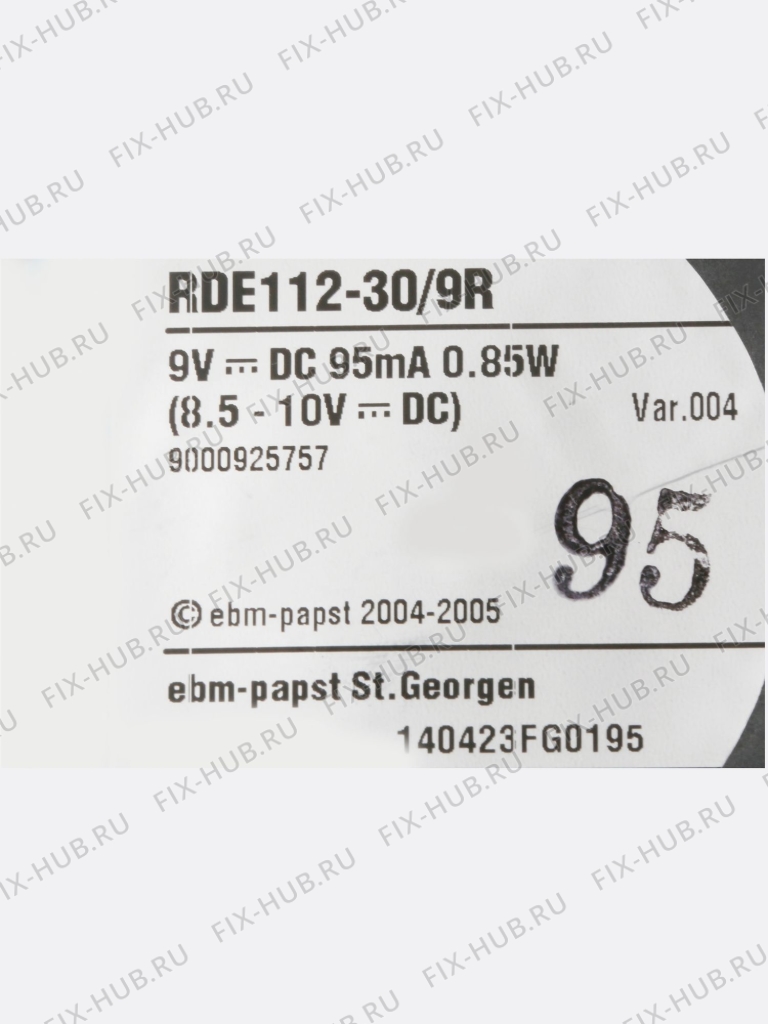 RDE112-30/9R
9V ⎓ DC 95mA 0.85W
(8.5 - 10V ⎓ DC)
Var.004
9000925757
95
© ebm-papst 2004-2005
ebm-papst St.Georgen
140423FG0195
FIX-HUB.RU